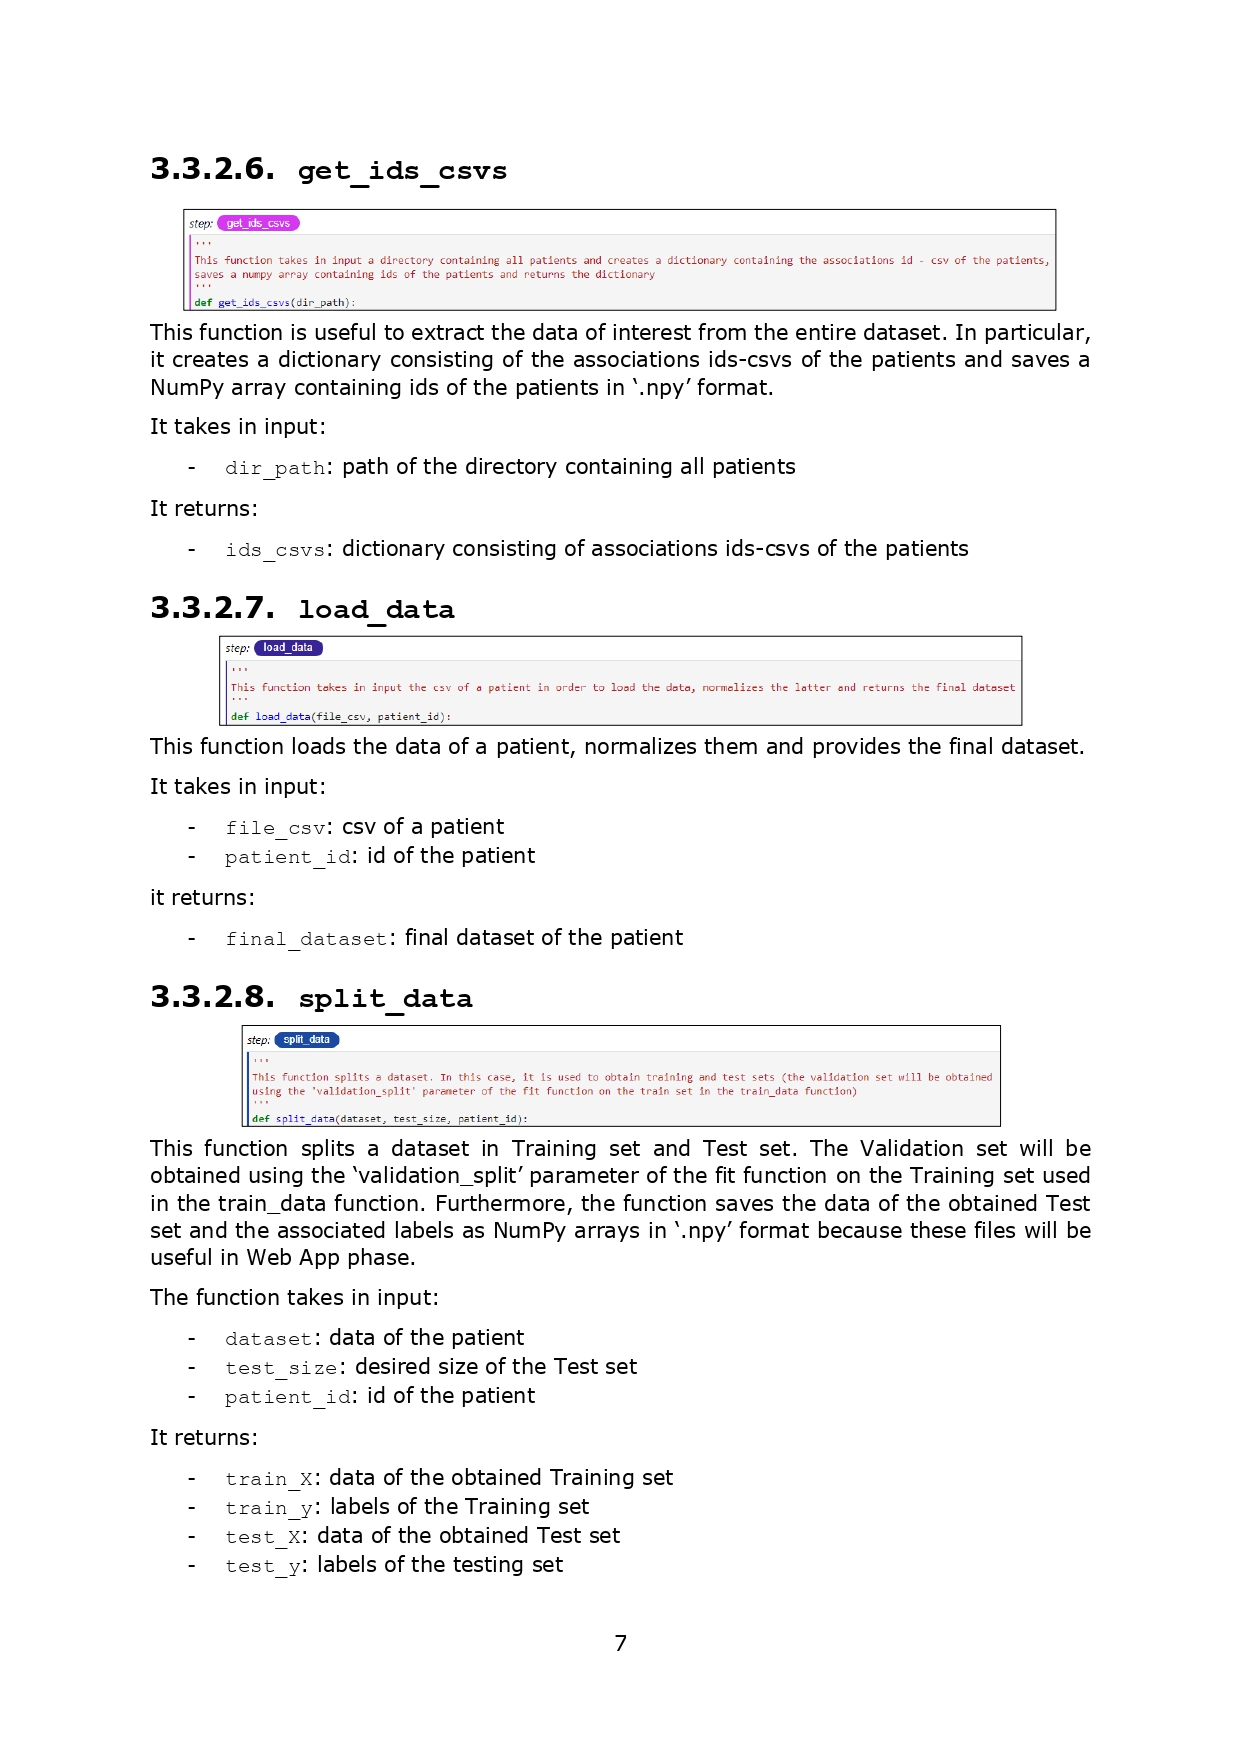 3.3.2.6. get_ids_csvs
step: get_ids_csvs
'''
This function takes in input a directory containing all patients and creates a dictionary containing the associations id - csv of the patients,
saves a numpy array containing ids of the patients and returns the dictionary
'''
def get_ids_csvs(dir_path):
This function is useful to extract the data of interest from the entire dataset. In particular,
it creates a dictionary consisting of the associations ids-csvs of the patients and saves a
NumPy array containing ids of the patients in ‘.npy’ format.
It takes in input:
- dir_path: path of the directory containing all patients
It returns:
- ids_csvs: dictionary consisting of associations ids-csvs of the patients
3.3.2.7. load_data
step: load_data
'''
This function takes in input the csv of a patient in order to load the data, normalizes the latter and returns the final dataset
'''
def load_data(file_csv, patient_id):
This function loads the data of a patient, normalizes them and provides the final dataset.
It takes in input:
- file_csv: csv of a patient
- patient_id: id of the patient
it returns:
- final_dataset: final dataset of the patient
3.3.2.8. split_data
step: split_data
'''
This function splits a dataset. In this case, it is used to obtain training and test sets (the validation set will be obtained
using the 'validation_split' parameter of the fit function on the train set in the train_data function)
'''
def split_data(dataset, test_size, patient_id):
This function splits a dataset in Training set and Test set. The Validation set will be
obtained using the ‘validation_split’ parameter of the fit function on the Training set used
in the train_data function. Furthermore, the function saves the data of the obtained Test
set and the associated labels as NumPy arrays in ‘.npy’ format because these files will be
useful in Web App phase.
The function takes in input:
- dataset: data of the patient
- test_size: desired size of the Test set
- patient_id: id of the patient
It returns:
- train_X: data of the obtained Training set
- train_y: labels of the Training set
- test_X: data of the obtained Test set
- test_y: labels of the testing set
7